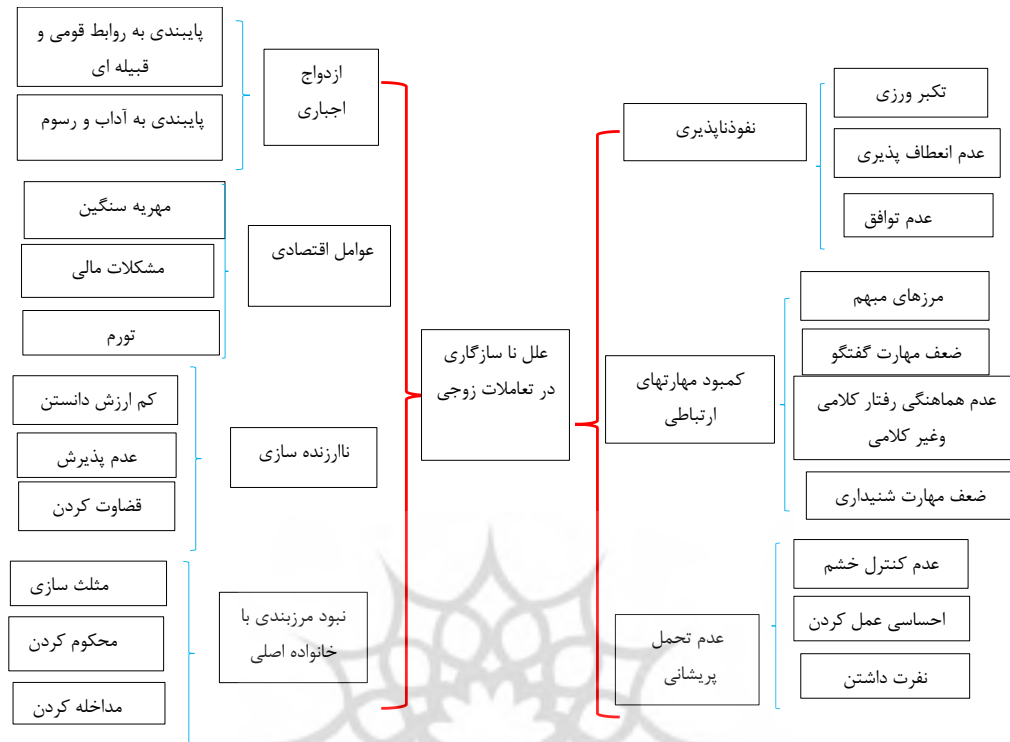 علل نا سازگاری
در تعاملات زوجی
نفوذناپذیری
تکبر ورزی
عدم انعطاف پذیری
عدم توافق
کمبود مهارتهای
ارتباطی
مرزهای مبهم
ضعف مهارت گفتگو
عدم هماهنگی رفتار کلامی
وغیر کلامی
ضعف مهارت شنیداری
عدم تحمل
پریشانی
عدم کنترل خشم
احساسی عمل کردن
نفرت داشتن
ازدواج
اجباری
پایبندی به روابط قومی و
قبیله ای
پایبندی به آداب و رسوم
عوامل اقتصادی
مهریه سنگین
مشکلات مالی
تورم
ناارزنده سازی
کم ارزش دانستن
عدم پذیرش
قضاوت کردن
نبود مرزبندی با
خانواده اصلی
مثلث سازی
محکوم کردن
مداخله کردن